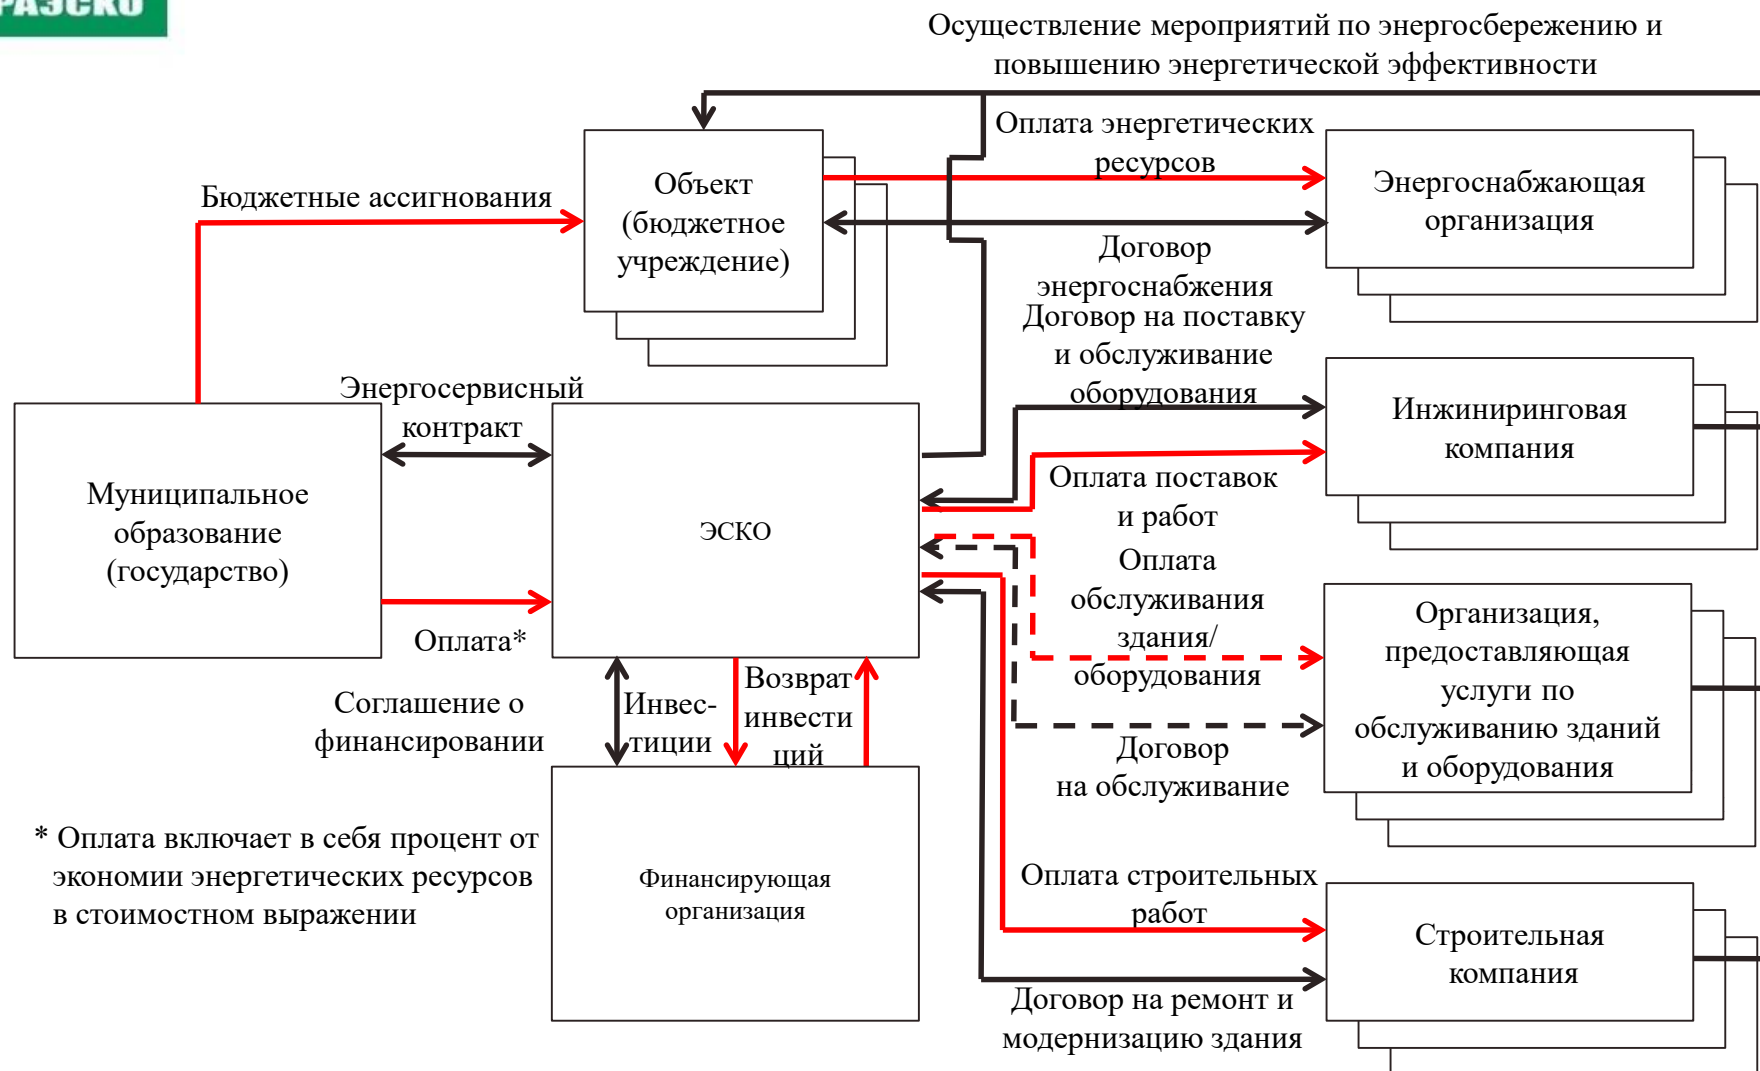 РАЭСКО
Осуществление мероприятий по энергосбережению и
повышению энергетической эффективности
Оплата энергетических
ресурсов
Объект
(бюджетное
учреждение)
Энергоснабжающая
организация
Бюджетные ассигнования
Договор
энергоснабжения
Договор на поставку
и обслуживание
оборудования
Энергосервисный
контракт
Инжиниринговая
компания
Муниципальное
образование
(государство)
ЭСКО
Оплата поставок
и работ
Оплата
обслуживания
здания/
оборудования
Организация,
предоставляющая
услуги по
обслуживанию зданий
и оборудования
Оплата*
Соглашение о
финансировании
Инвес-
тиции
Возврат
инвести
ций
Договор
на обслуживание
* Оплата включает в себя процент от
экономии энергетических ресурсов
в стоимостном выражении
Финансирующая
организация
Оплата строительных
работ
Строительная
компания
Договор на ремонт и
модернизацию здания